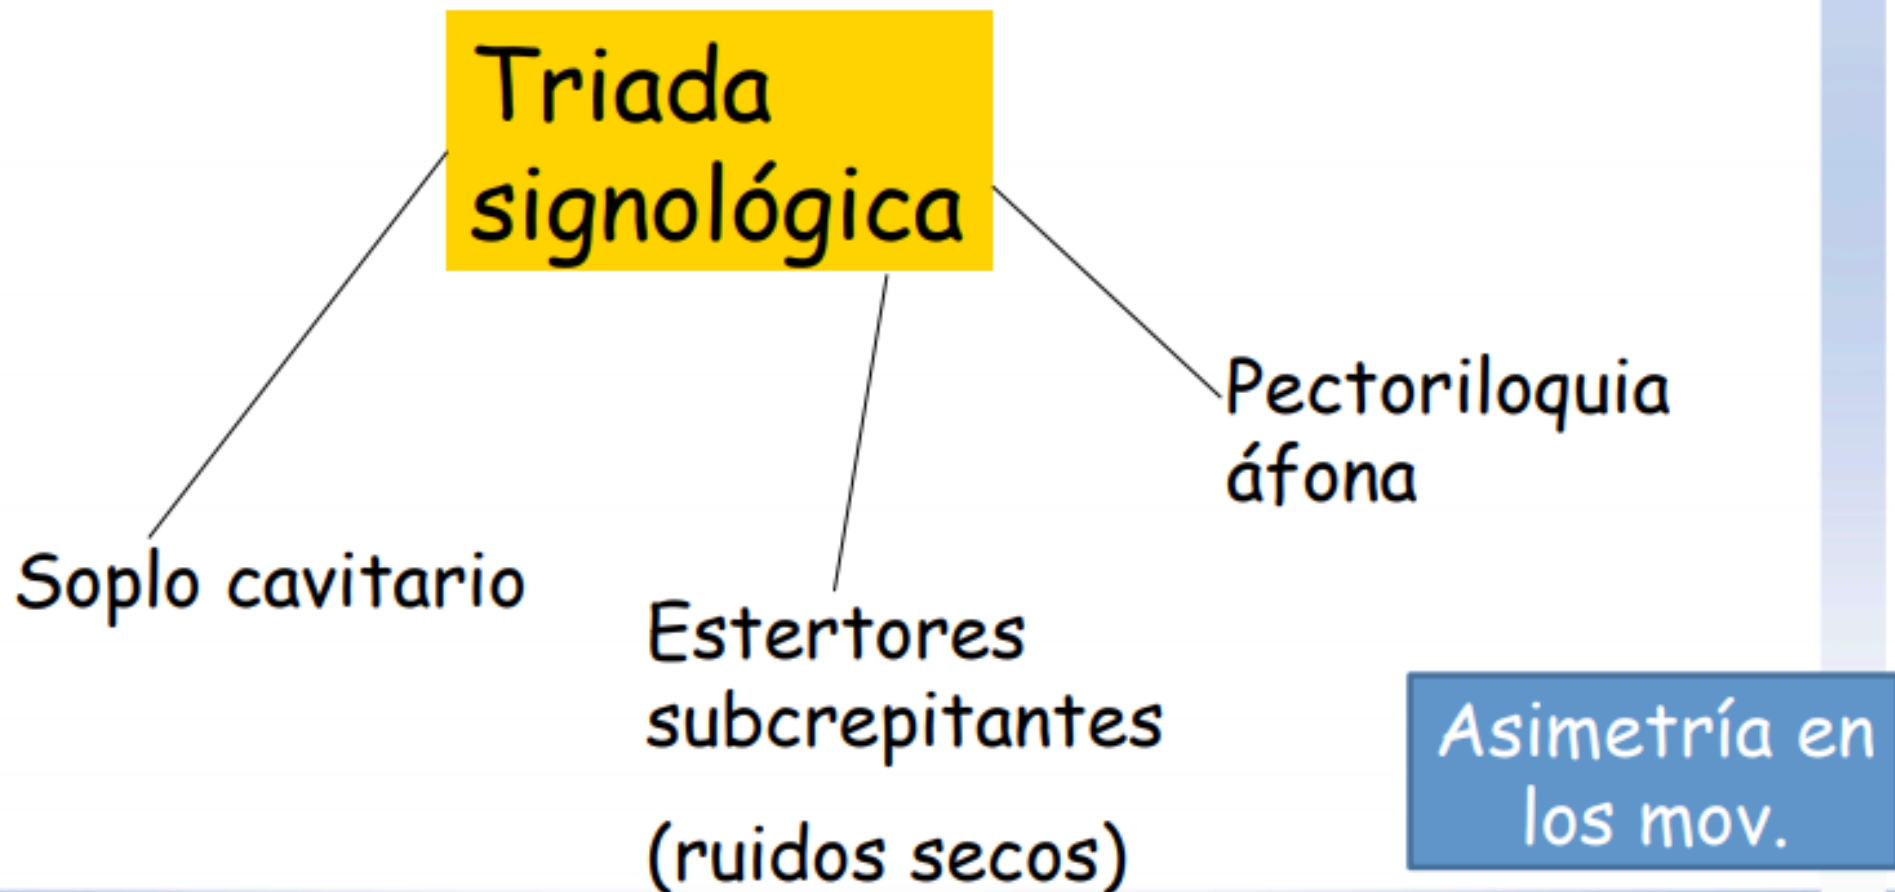 Triada
signológica
Pectoriloquia
áfona
Soplo cavitario
Estertores
subcrepitantes
(ruidos secos)
Asimetría en
los mov.